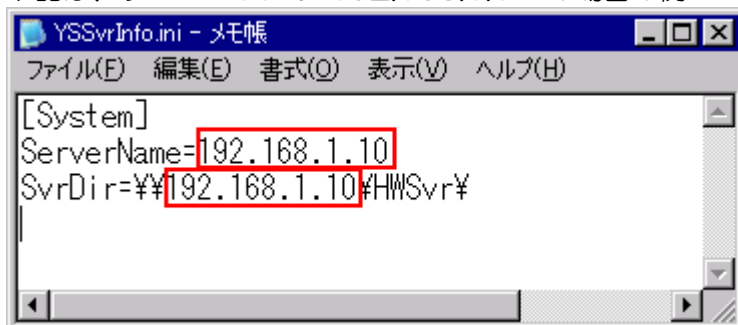 YSSvrInfo.ini - メモ帳
ファイル(F) 編集(E) 書式(O) 表示(V) ヘルプ(H)
[System]
ServerName=192.168.1.10
SvrDir=¥¥192.168.1.10¥HWSvr¥